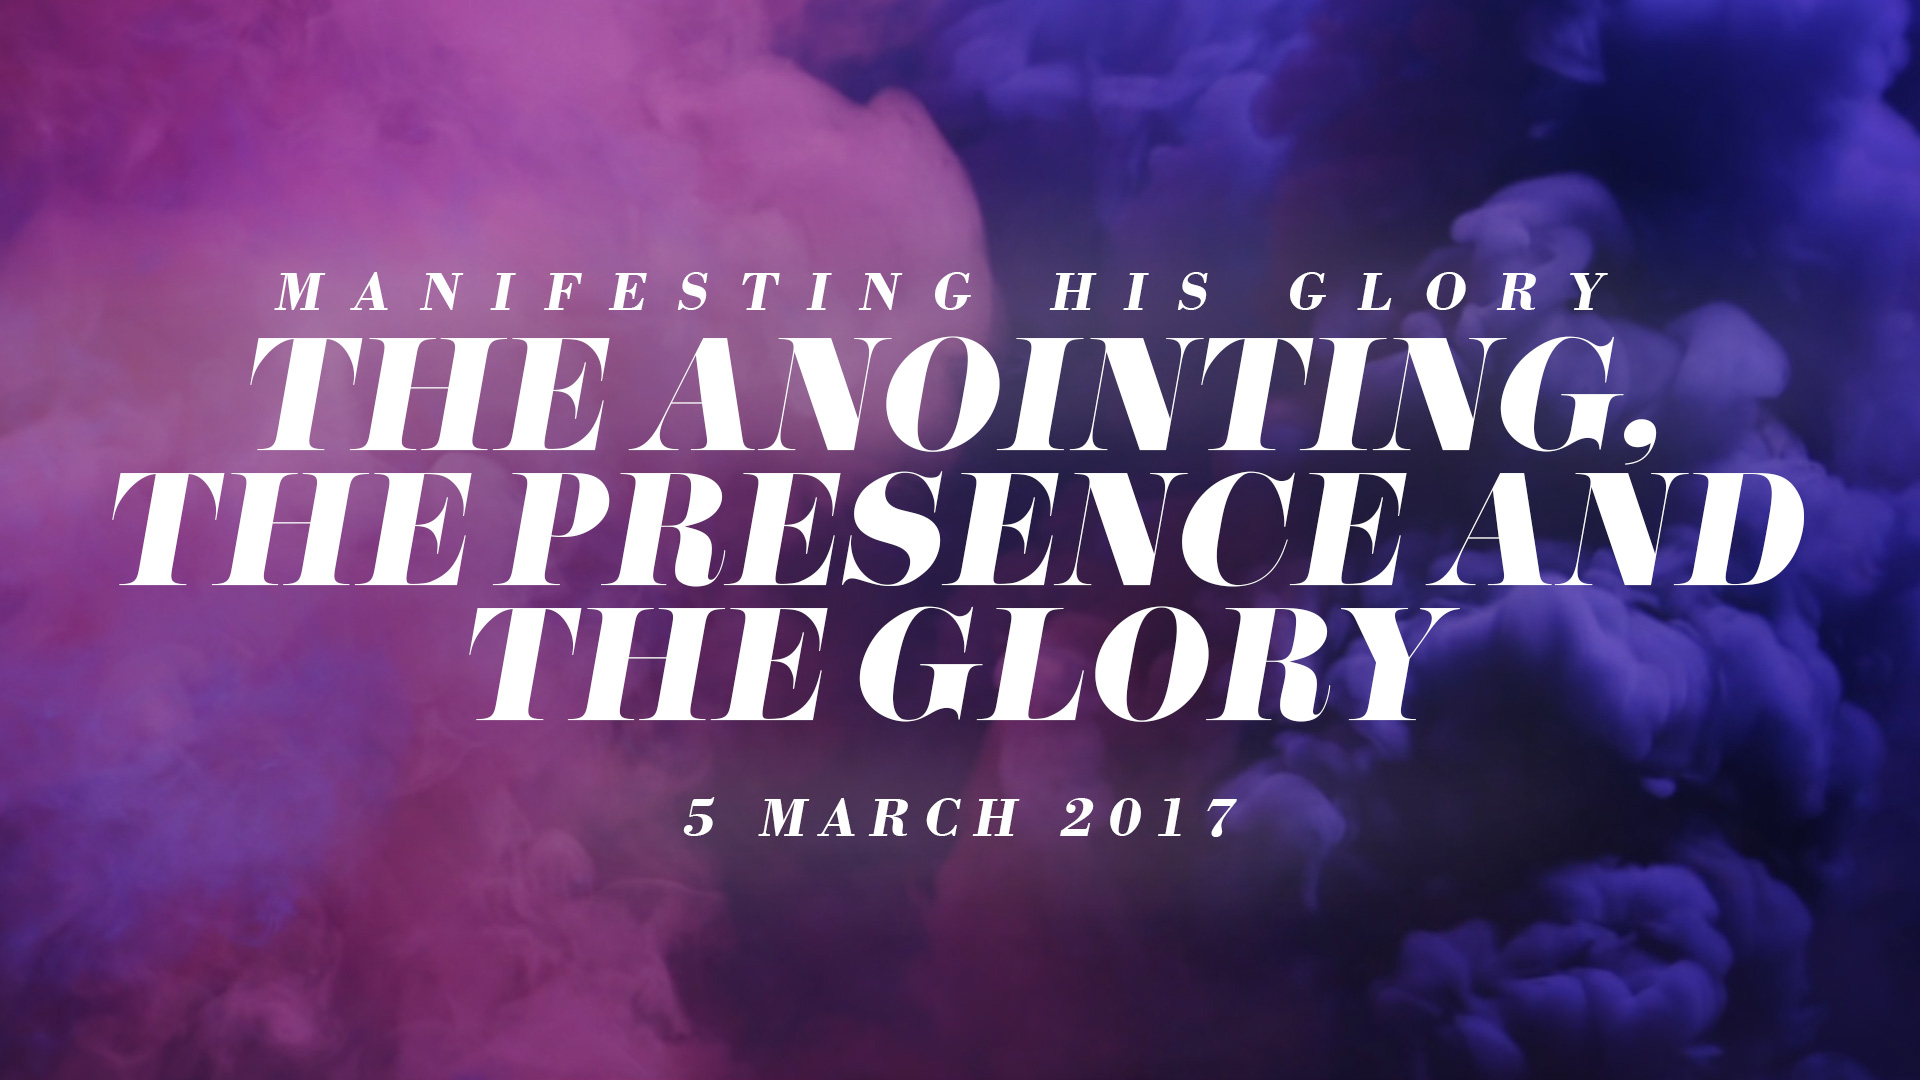 MANIFESTING HIS GLORY
THE ANOINTING,
THE PRESENCE AND
THE GLORY
5 MARCH 2017